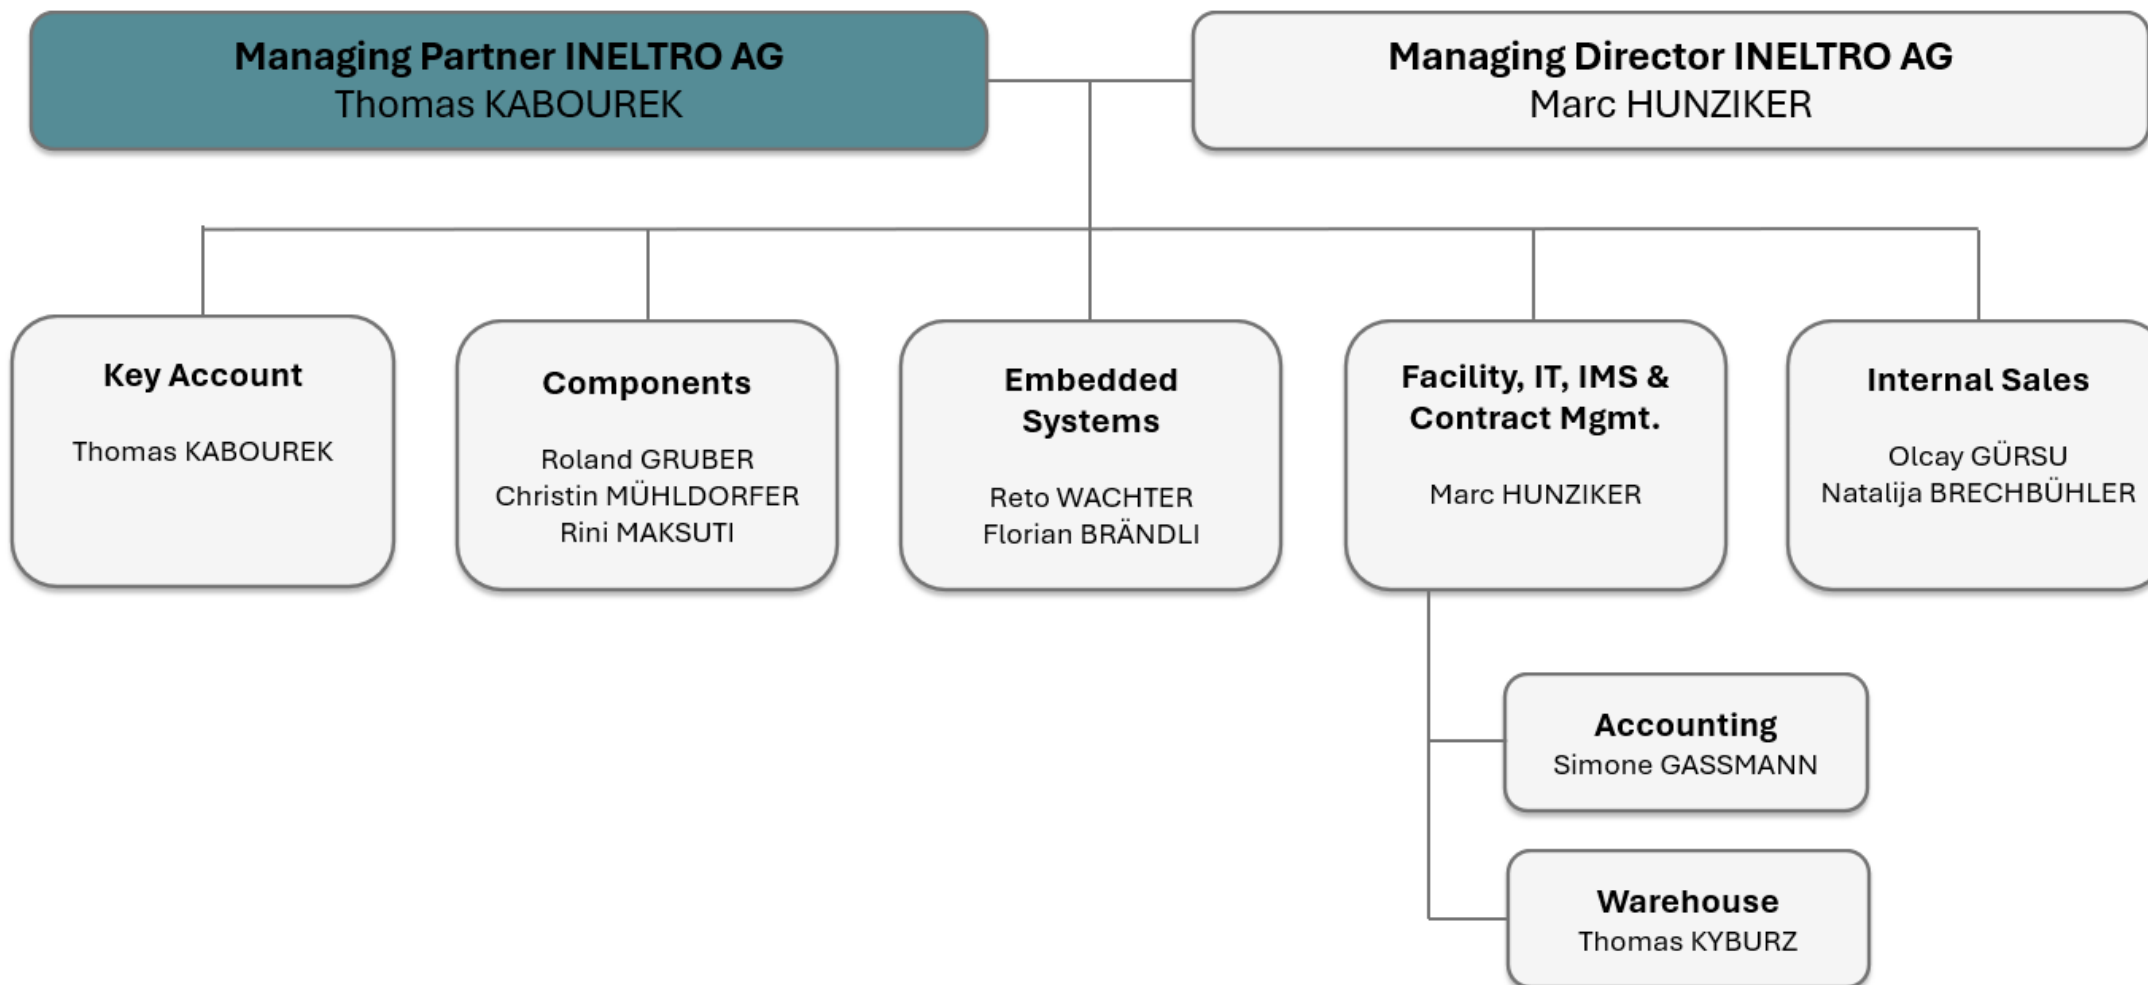 Managing Partner INELTRO AG
Thomas KABOUREK
Managing Director INELTRO AG
Marc HUNZIKER
Key Account
Thomas KABOUREK
Components
Roland GRUBER
Christin MÜHLDORFER
Rini MAKSUTI
Embedded
Systems
Reto WACHTER
Florian BRÄNDLI
Facility, IT, IMS &
Contract Mgmt.
Marc HUNZIKER
Internal Sales
Olcay GÜRSU
Natalija BRECHBÜHLER
Accounting
Simone GASSMANN
Warehouse
Thomas KYBURZ